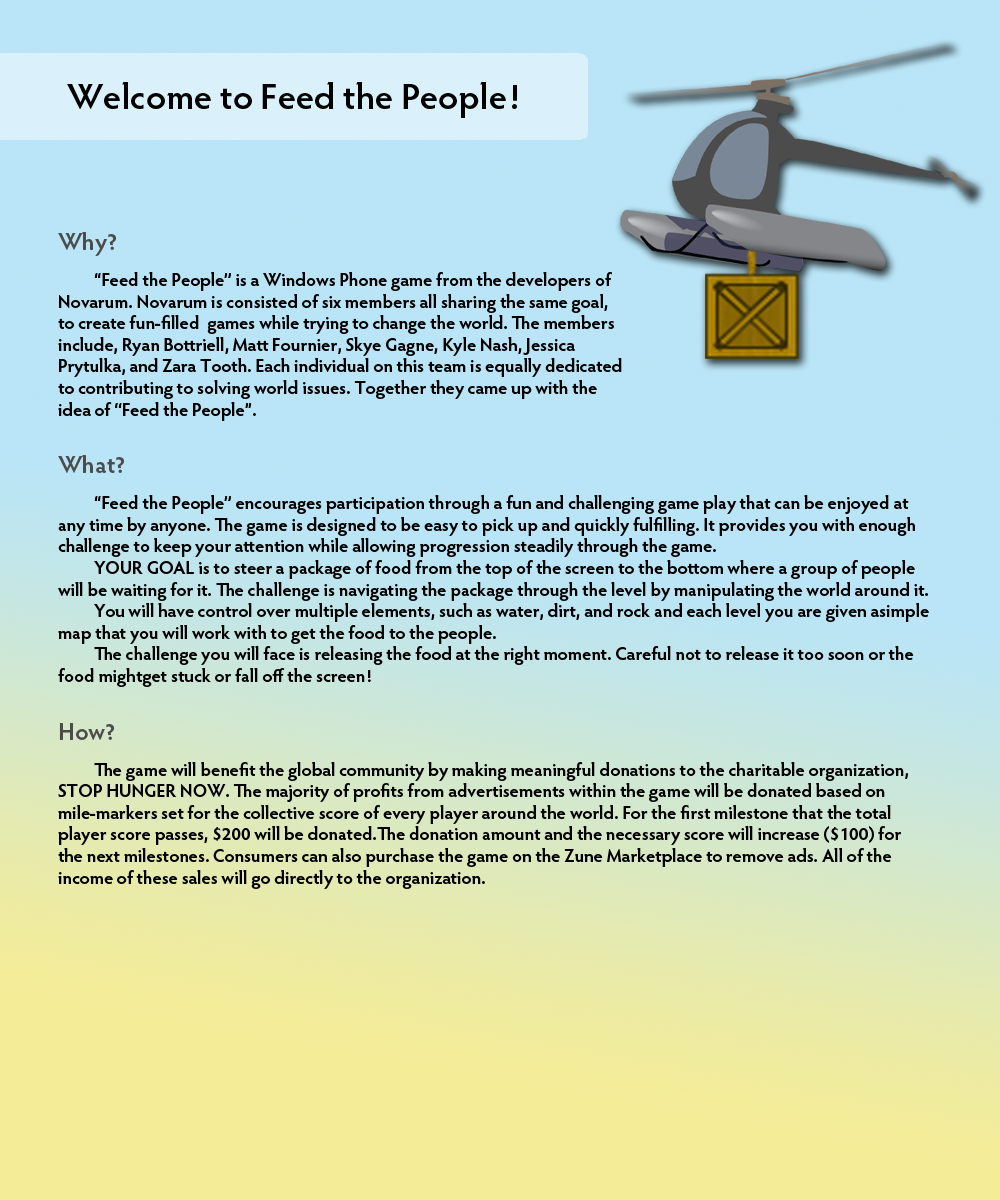 Welcome to Feed the People!
Why?
"Feed the People" is a Windows Phone game from the developers of
Novarum. Novarum is consisted of six members all sharing the same goal,
to create fun-filled  games while trying to change the world. The members
include, Ryan Bottriell, Matt Fournier, Skye Gagne, Kyle Nash, Jessica
Prytulka, and Zara Tooth. Each individual on this team is equally dedicated
to contributing to solving world issues. Together they came up with the
idea of "Feed the People".
What?
"Feed the People" encourages participation through a fun and challenging game play that can be enjoyed at
any time by anyone. The game is designed to be easy to pick up and quickly fulfilling. It provides you with enough
challenge to keep your attention while allowing progression steadily through the game.
YOUR GOAL is to steer a package of food from the top of the screen to the bottom where a group of people
will be waiting for it. The challenge is navigating the package through the level by manipulating the world around it.
You will have control over multiple elements, such as water, dirt, and rock and each level you are given asimple
map that you will work with to get the food to the people.
The challenge you will face is releasing the food at the right moment. Careful not to release it too soon or the
food mightget stuck or fall off the screen!
How?
The game will benefit the global community by making meaningful donations to the charitable organization,
STOP HUNGER NOW. The majority of profits from advertisements within the game will be donated based on
mile-markers set for the collective score of every player around the world. For the first milestone that the total
player score passes, $200 will be donated.The donation amount and the necessary score will increase ($100) for
the next milestones. Consumers can also purchase the game on the Zune Marketplace to remove ads. All of the
income of these sales will go directly to the organization.